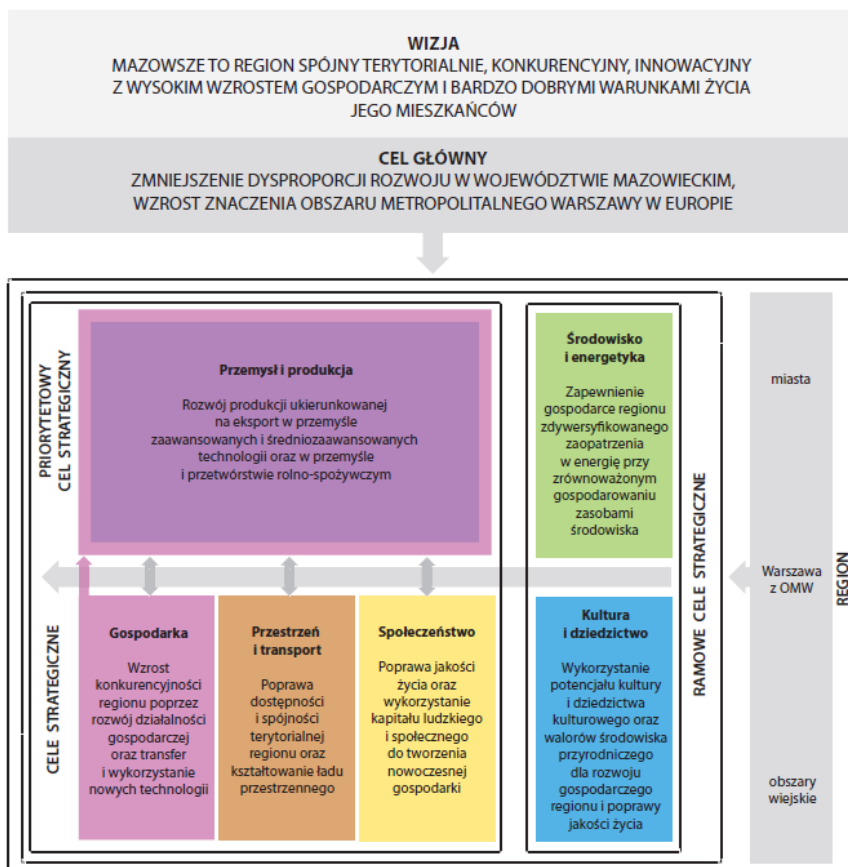 WIZJA
MAZOWSZE TO REGION SPÓJNY TERYTORIALNIE, KONKURENCYJNY, INNOWACYJNY
Z WYSOKIM WZROSTEM GOSPODARCZYM I BARDZO DOBRYMI WARUNKAMI ŻYCIA
JEGO MIESZKAŃCÓW
CEL GŁÓWNY
ZMNIEJSZENIE DYSPROPORCJI ROZWOJU W WOJEWÓDZTWIE MAZOWIECKIM,
WZROST ZNACZENIA OBSZARU METROPOLITALNEGO WARSZAWY W EUROPIE
PRIORYTETOWY
CEL STRATEGICZNY
Przemysł i produkcja
Rozwój produkcji ukierunkowanej
na eksport w przemyśle
zaawansowanych i średniozaawansowanych
technologii oraz w przemyśle
i przetwórstwie rolno-spożywczym
Środowisko
i energetyka
Zapewnienie
gospodarce regionu
zdywersyfikowanego
zaopatrzenia
w energię przy
zrównoważonym
gospodarowaniu
zasobami
środowiska
CELE STRATEGICZNE
Gospodarka
Wzrost
konkurencyjności
regionu poprzez
rozwój działalności
gospodarczej
oraz transfer
i wykorzystanie
nowych technologii
Przestrzeń
i transport
Poprawa
dostępności
i spójności
terytorialnej
regionu oraz
kształtowanie ładu
przestrzennego
Społeczeństwo
Poprawa jakości
życia oraz
wykorzystanie
kapitału ludzkiego
i społecznego
do tworzenia
nowoczesnej
gospodarki
Kultura
i dziedzictwo
Wykorzystanie
potencjału kultury
i dziedzictwa
kulturowego oraz
walorów środowiska
przyrodniczego
dla rozwoju
gospodarczego
regionu i poprawy
jakości życia
RAMOWE CELE STRATEGICZNE
miasta
Warszawa
z OMW
obszary
wiejskie
REGION